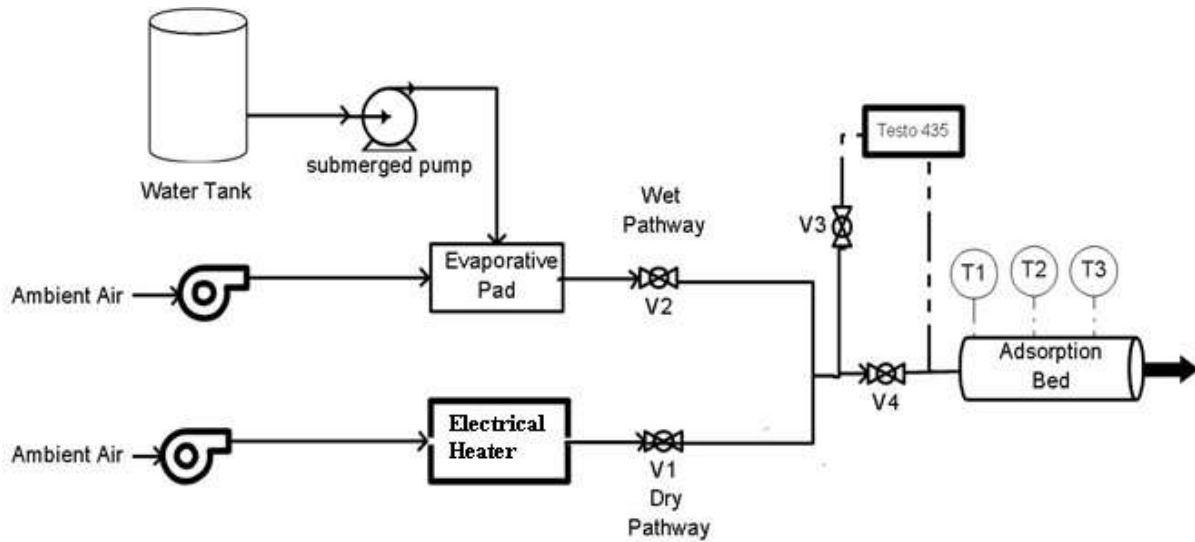 Water Tank
submerged pump
Testo 435
Wet
Pathway
V3
Ambient Air
Evaporative
Pad
V2
T1
T2
T3
Adsorption
Bed
V4
Ambient Air
Electrical
Heater
V1
Dry
Pathway